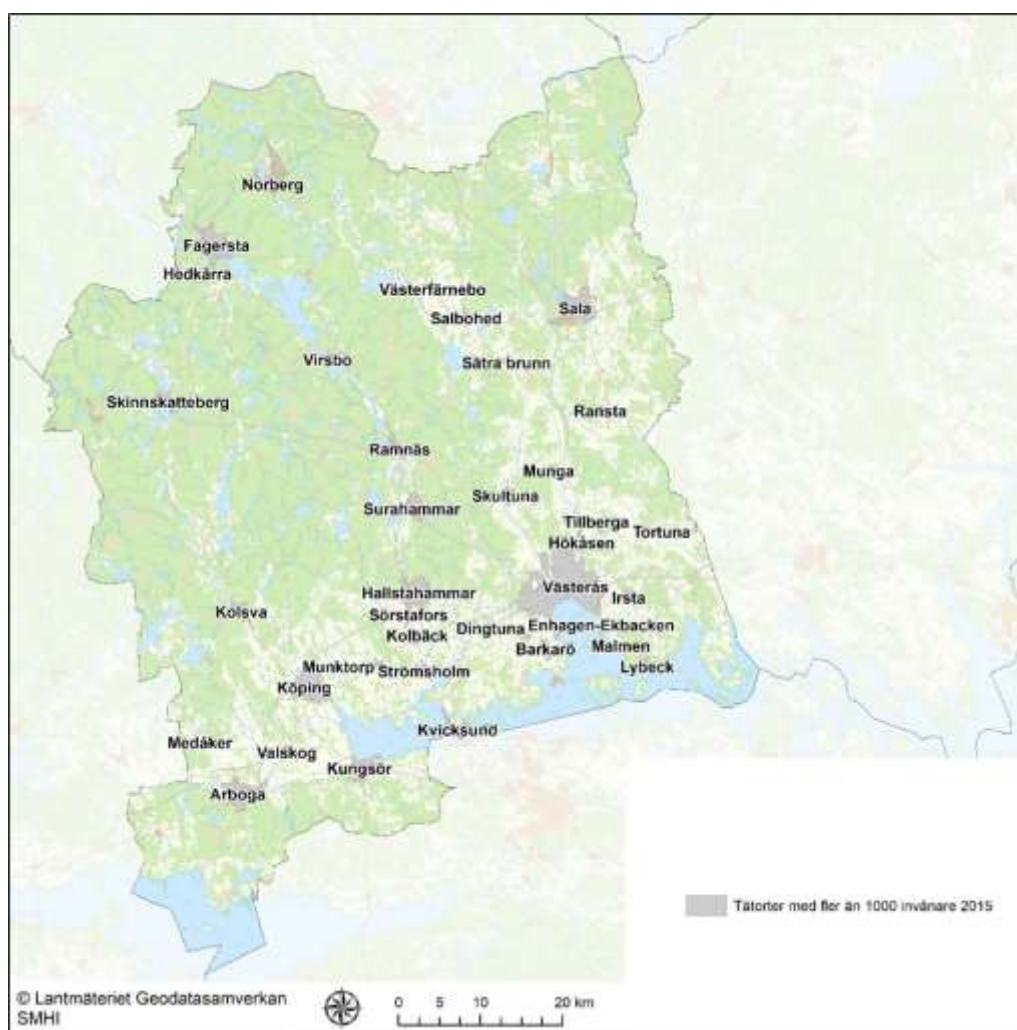 Norberg
Fagersta
Hedkärra
Västerfärnebo
Sala
Salbohed
Virsbo
Sätra brunn
Skinnskatteberg
Ransta
Ramnäs
Munga
Skultuna
Surahammar
Tillberga
Tortuna
Hökåsen
Västerås
Hallstahammar
Irsta
Kolsva
Sörstafors
Enhagen-Ekbacken
Dingtuna
Kolbäck
Malmen
Barkarö
Munktorp
Strömsholm
Lybeck
Köping
Kvicksund
Medåker
Valskog
Kungsör
Arboga
Tätorter med fler än 1000 invånare 2015
© Lantmäteriet Geodatasamverkan
SMHI
0 5 10 20 km